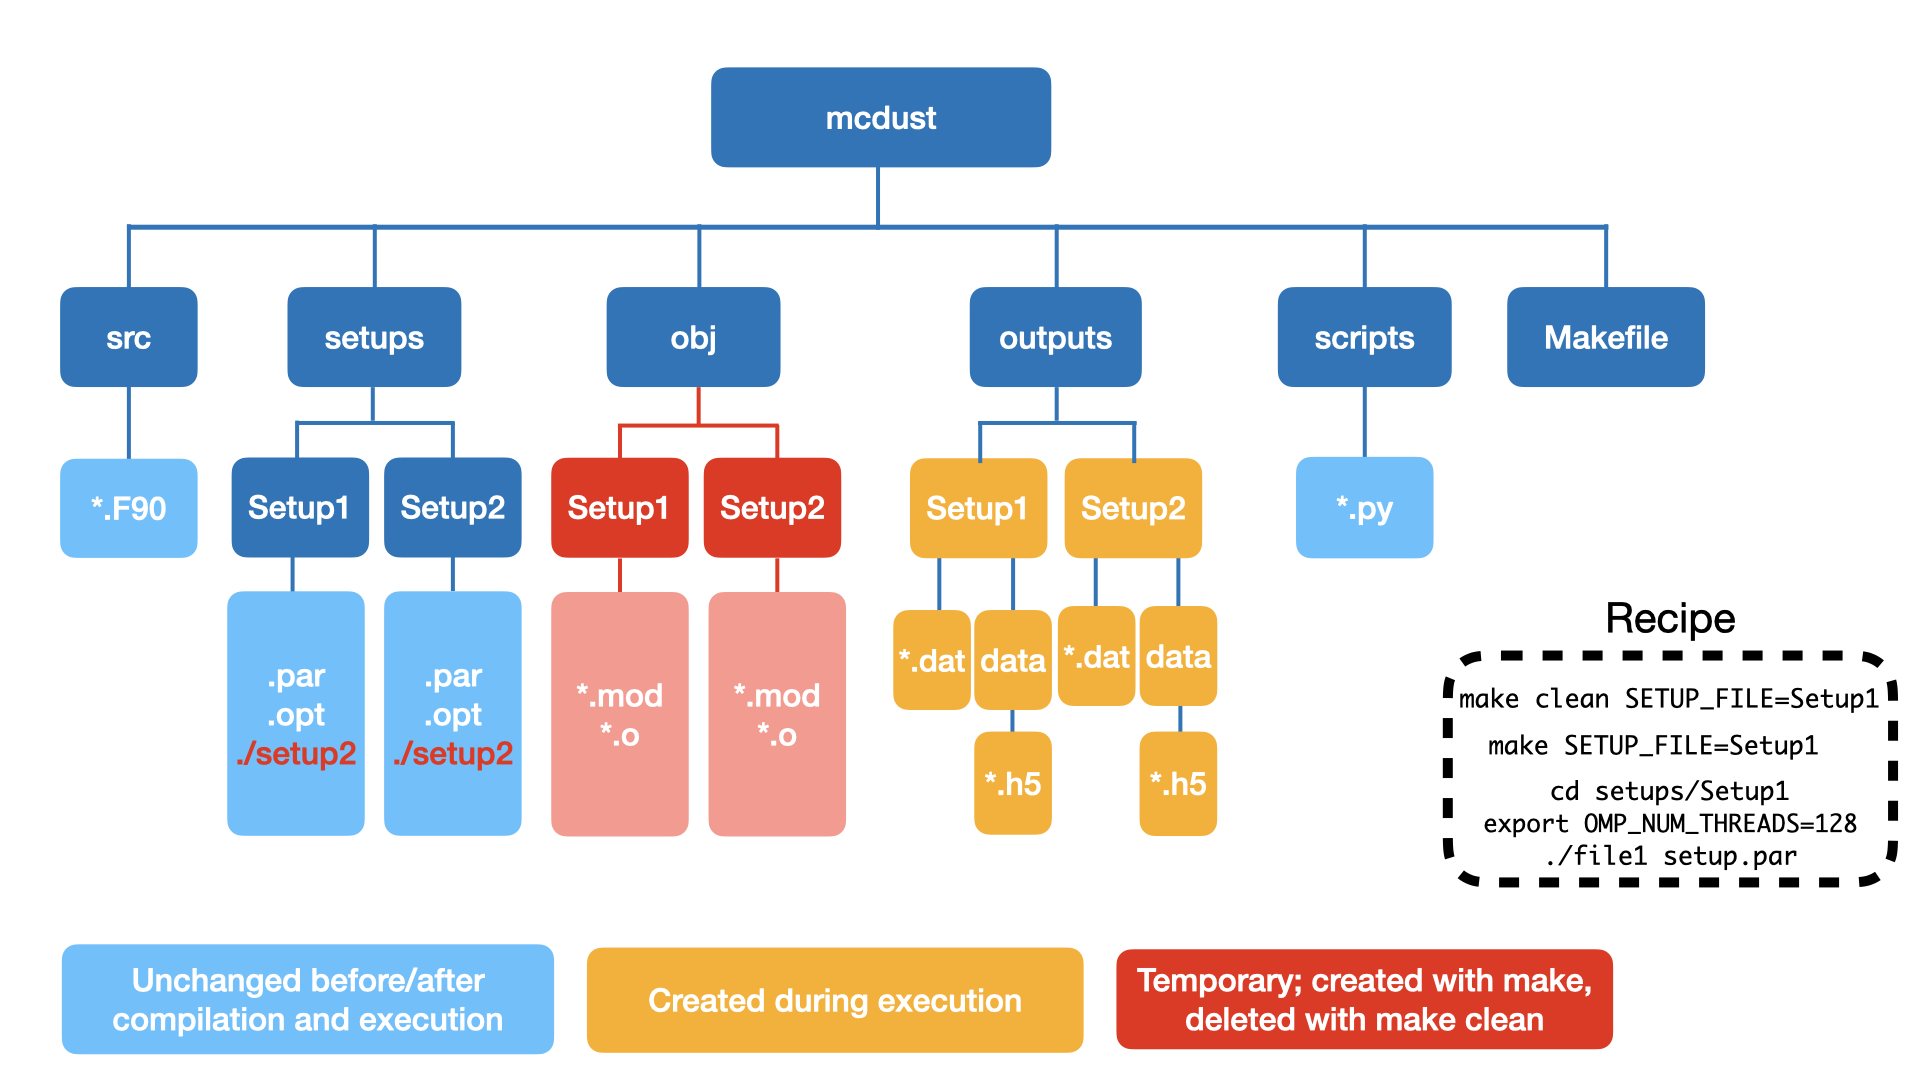 mcdust
src
setups
obj
outputs
scripts
Makefile
*.F90
Setup1
Setup2
Setup1
Setup2
Setup1
Setup2
*.py
.par
.opt
./setup2
.par
.opt
./setup2
*.mod
*.o
*.mod
*.o
*.dat
data
*.dat
data
*.h5
*.h5
Recipe
make clean SETUP_FILE=Setup1
make SETUP_FILE=Setup1
cd setups/Setup1
export OMP_NUM_THREADS=128
./file1 setup.par
Unchanged before/after
compilation and execution
Created during execution
Temporary; created with make,
deleted with make clean